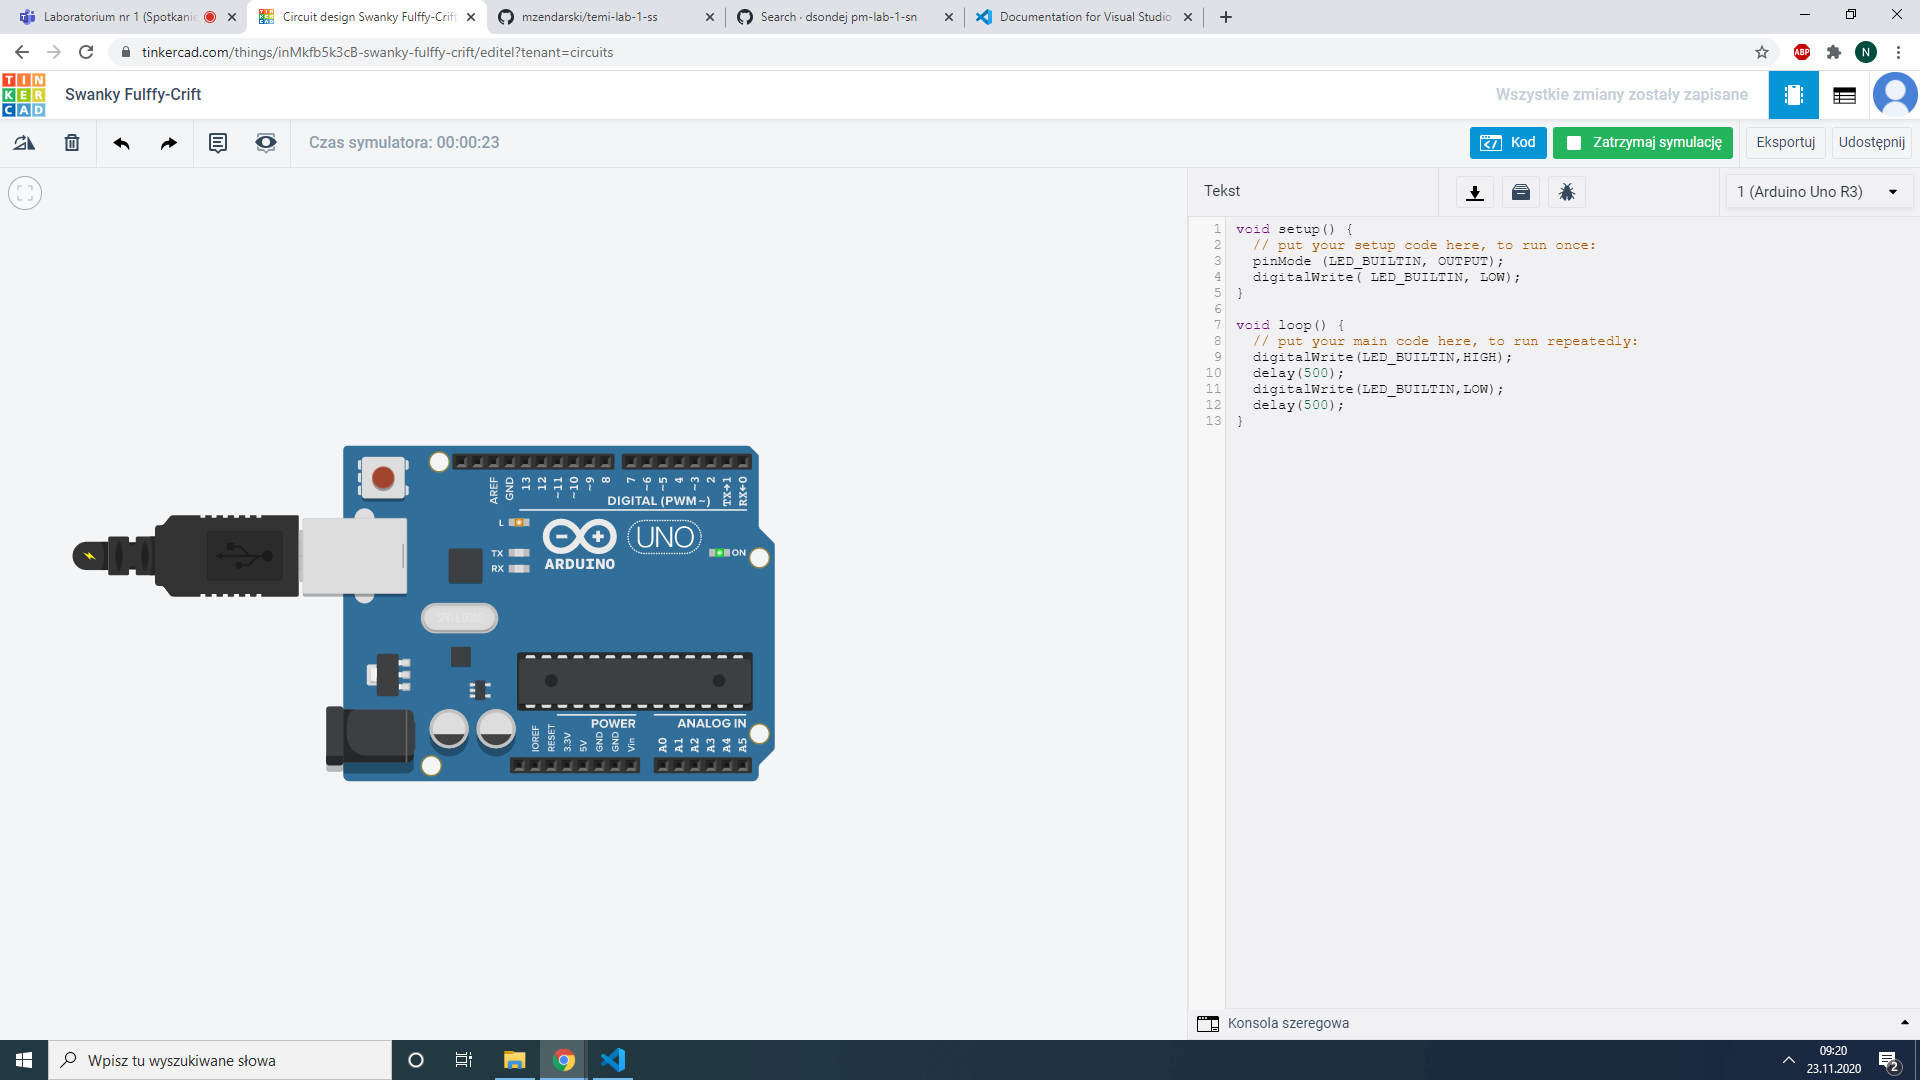 Laboratorium nr 1 (Spotkanie
Circuit design Swanky Fulffy-Crift
mzendarski/temi-lab-1-ss
Search · dsondej pm-lab-1-sn
Documentation for Visual Studio
tinkercad.com/things/inMkfb5k3cB-swanky-fulffy-crift/editel?tenant=circuits
ABP
N
TIN
KER
CAD
Swanky Fulffy-Crift
Wszystkie zmiany zostały zapisane
Czas symulatora: 00:00:23
Kod
Zatrzymaj symulację
Eksportuj
Udostępnij
Tekst
1 (Arduino Uno R3)
1 void setup() {
2 // put your setup code here, to run once:
3 pinMode (LED_BUILTIN, OUTPUT);
4 digitalWrite( LED_BUILTIN, LOW);
5 }
6
7 void loop() {
8 // put your main code here, to run repeatedly:
9 digitalWrite(LED_BUILTIN,HIGH);
10 delay(500);
11 digitalWrite(LED_BUILTIN,LOW);
12 delay(500);
13 }
AREF GND 13 12 ~11 ~10 ~9 8 7 ~6 ~5 4 ~3 2 TX→1 RX←0
DIGITAL (PWM ~)
L
TX
RX
ARDUINO
UNO
ON
POWER
ANALOG IN
IOREF RESET 3.3V 5V GND GND Vin A0 A1 A2 A3 A4 A5
Konsola szeregowa
Wpisz tu wyszukiwane słowa
09:20
23.11.2020
2